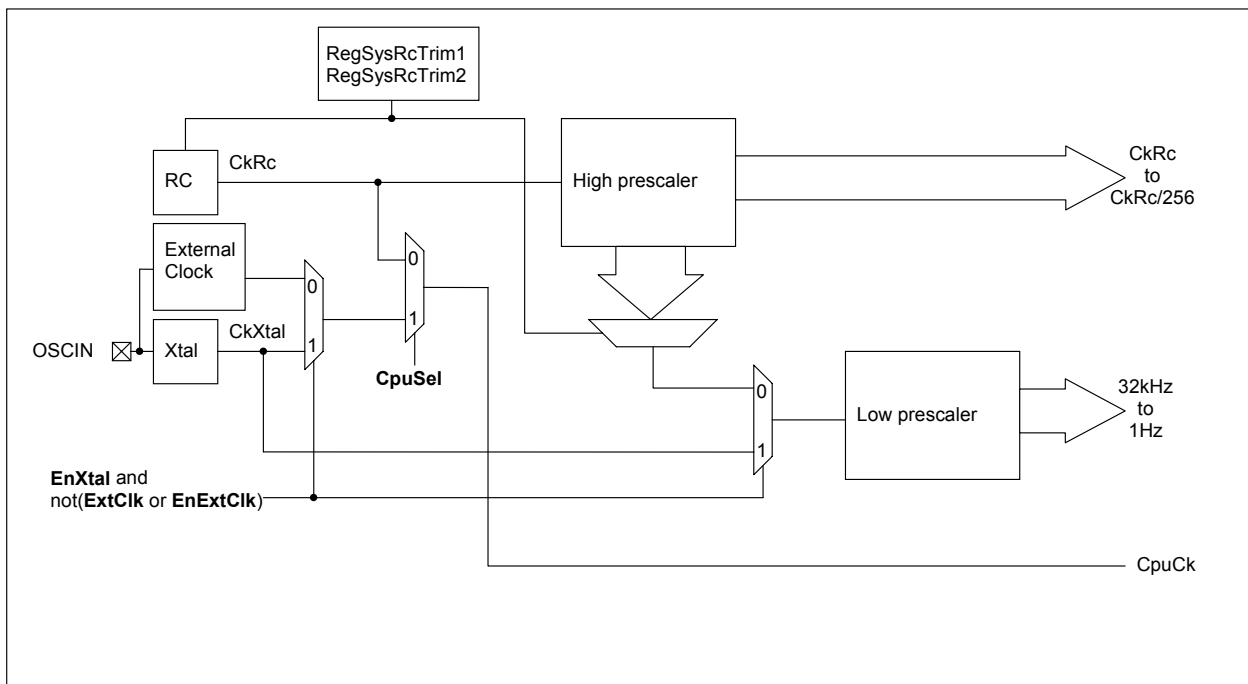 RegSysRcTrim1
RegSysRcTrim2
RC
CkRc
High prescaler
CkRc
to
CkRc/256
External
Clock
0
1
0
1
OSCIN
Xtal
CkXtal
CpuSel
0
1
Low prescaler
32kHz
to
1Hz
EnXtal and
not(ExtClk or EnExtClk)
CpuCk